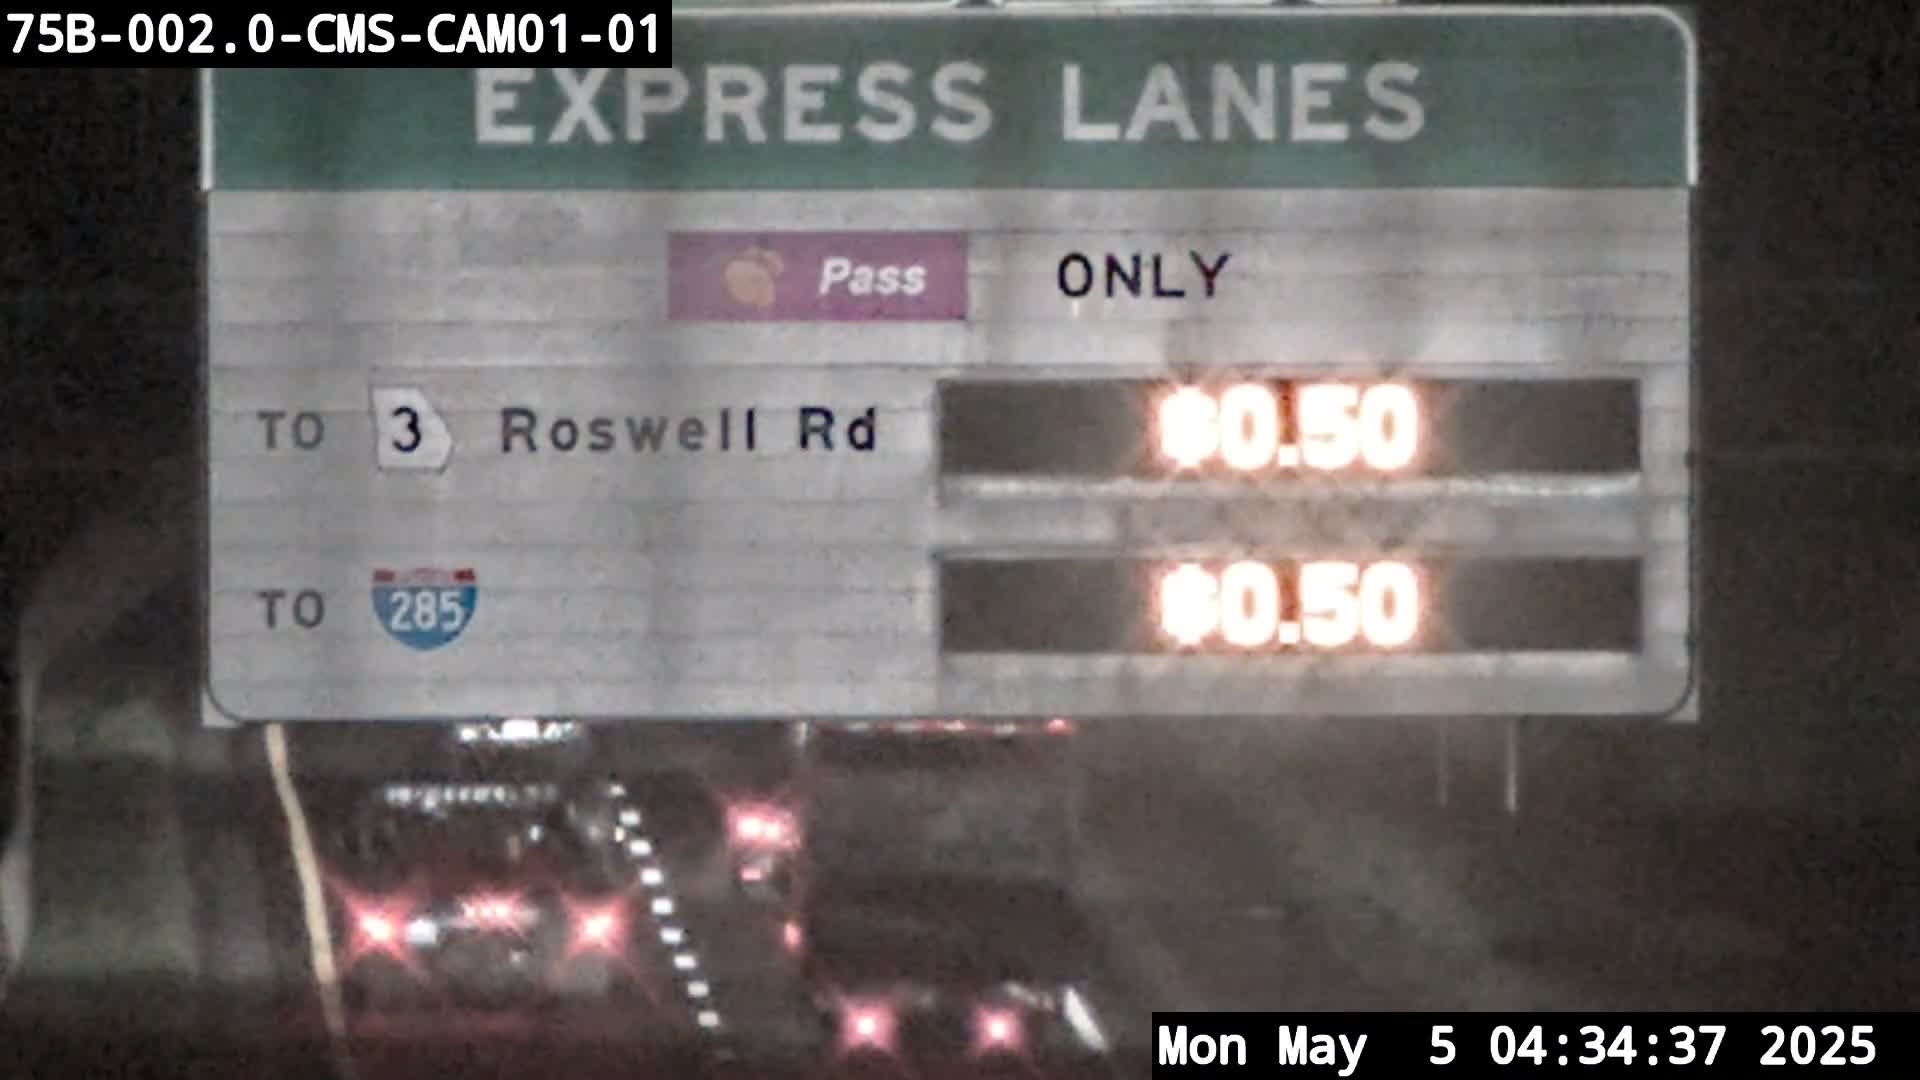 75B-002.0-CMS-CAM01-01
EXPRESS LANES
Pass ONLY
TO 3 Roswell Rd $0.50
TO 285 $0.50
Mon May 5 04:34:37 2025